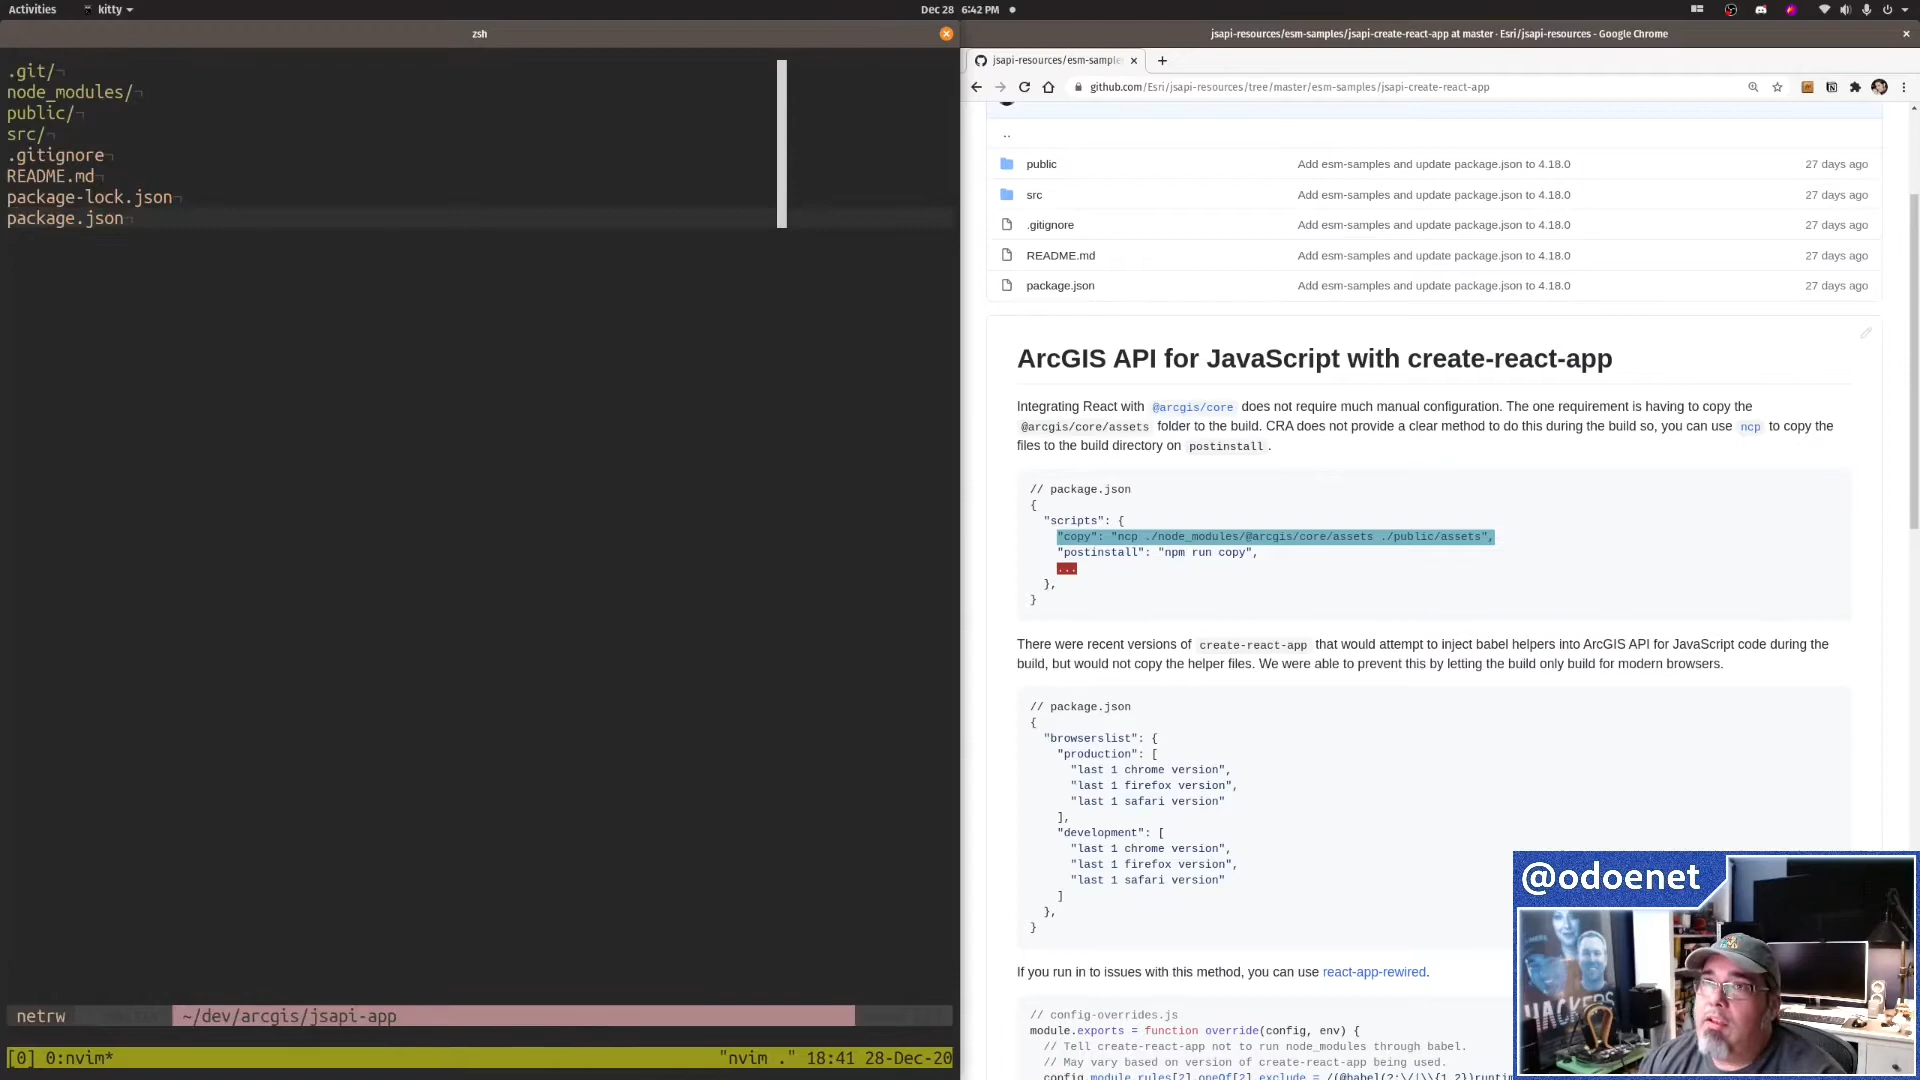 Activities
kitty
Dec 28 6:42 PM
zsh
.git/
node_modules/
public/
src/
.gitignore
README.md
package-lock.json
package.json
netrw
~/dev/arcgis/jsapi-app
[0] 0:nvim*
"nvim ." 18:41 28-Dec-20
jsapi-resources/esm-samples/jsapi-create-react-app at master · Esri/jsapi-resources - Google Chrome
jsapi-resources/esm-sample
github.com/Esri/jsapi-resources/tree/master/esm-samples/jsapi-create-react-app
..
public Add esm-samples and update package.json to 4.18.0 27 days ago
src Add esm-samples and update package.json to 4.18.0 27 days ago
.gitignore Add esm-samples and update package.json to 4.18.0 27 days ago
README.md Add esm-samples and update package.json to 4.18.0 27 days ago
package.json Add esm-samples and update package.json to 4.18.0 27 days ago
ArcGIS API for JavaScript with create-react-app
Integrating React with @arcgis/core does not require much manual configuration. The one requirement is having to copy the
@arcgis/core/assets folder to the build. CRA does not provide a clear method to do this during the build so, you can use ncp to copy the
files to the build directory on postinstall.
// package.json
{
"scripts": {
"copy": "ncp ./node_modules/@arcgis/core/assets ./public/assets",
"postinstall": "npm run copy",
...
},
}
There were recent versions of create-react-app that would attempt to inject babel helpers into ArcGIS API for JavaScript code during the
build, but would not copy the helper files. We were able to prevent this by letting the build only build for modern browsers.
// package.json
{
"browserslist": {
"production": [
"last 1 chrome version",
"last 1 firefox version",
"last 1 safari version"
],
"development": [
"last 1 chrome version",
"last 1 firefox version",
"last 1 safari version"
]
},
}
If you run in to issues with this method, you can use react-app-rewired.
// config-overrides.js
module.exports = function override(config, env) {
// Tell create-react-app not to run node_modules through babel.
// May vary based on version of create-react-app being used.
config.module.rules[2].oneOf[2].exclude = /(@babel(?:\/|\\{1,2})runtim
@odoenet
HACKERS